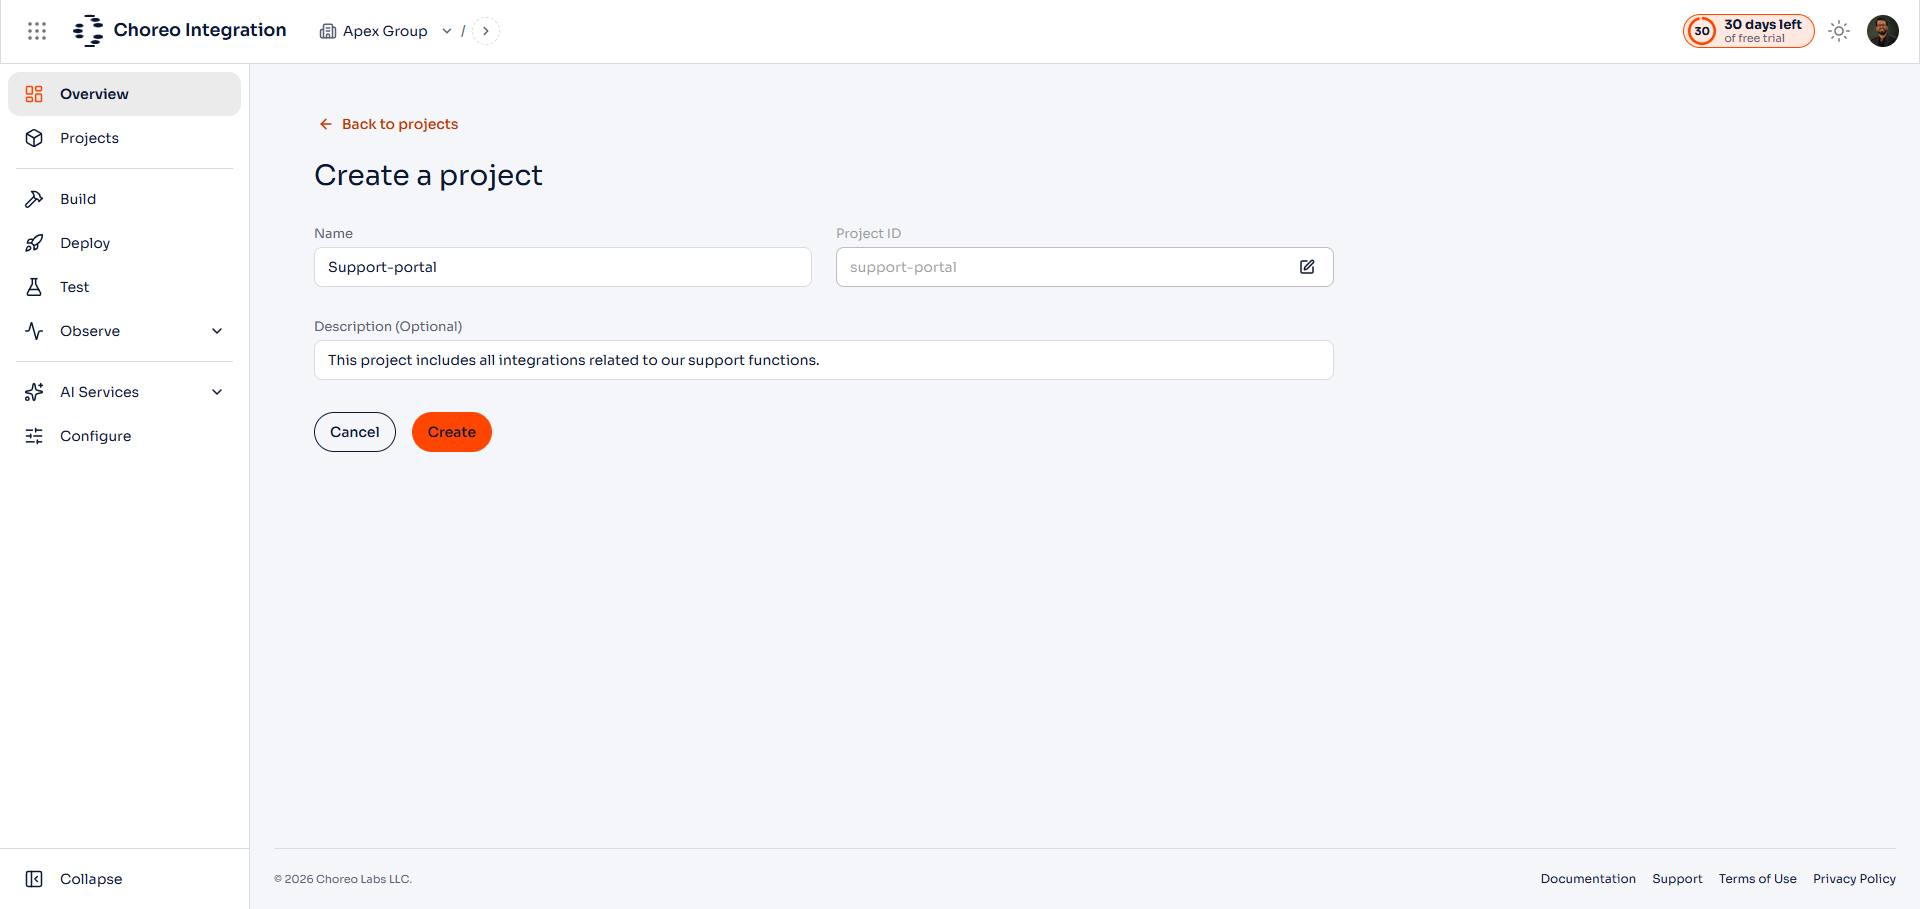 Choreo Integration
Apex Group
/
30
30 days left
of free trial
Overview
Projects
Build
Deploy
Test
Observe
AI Services
Configure
Collapse
Back to projects
Create a project
Name
Project ID
Support-portal
support-portal
Description (Optional)
This project includes all integrations related to our support functions.
Cancel
Create
© 2026 Choreo Labs LLC.
Documentation
Support
Terms of Use
Privacy Policy